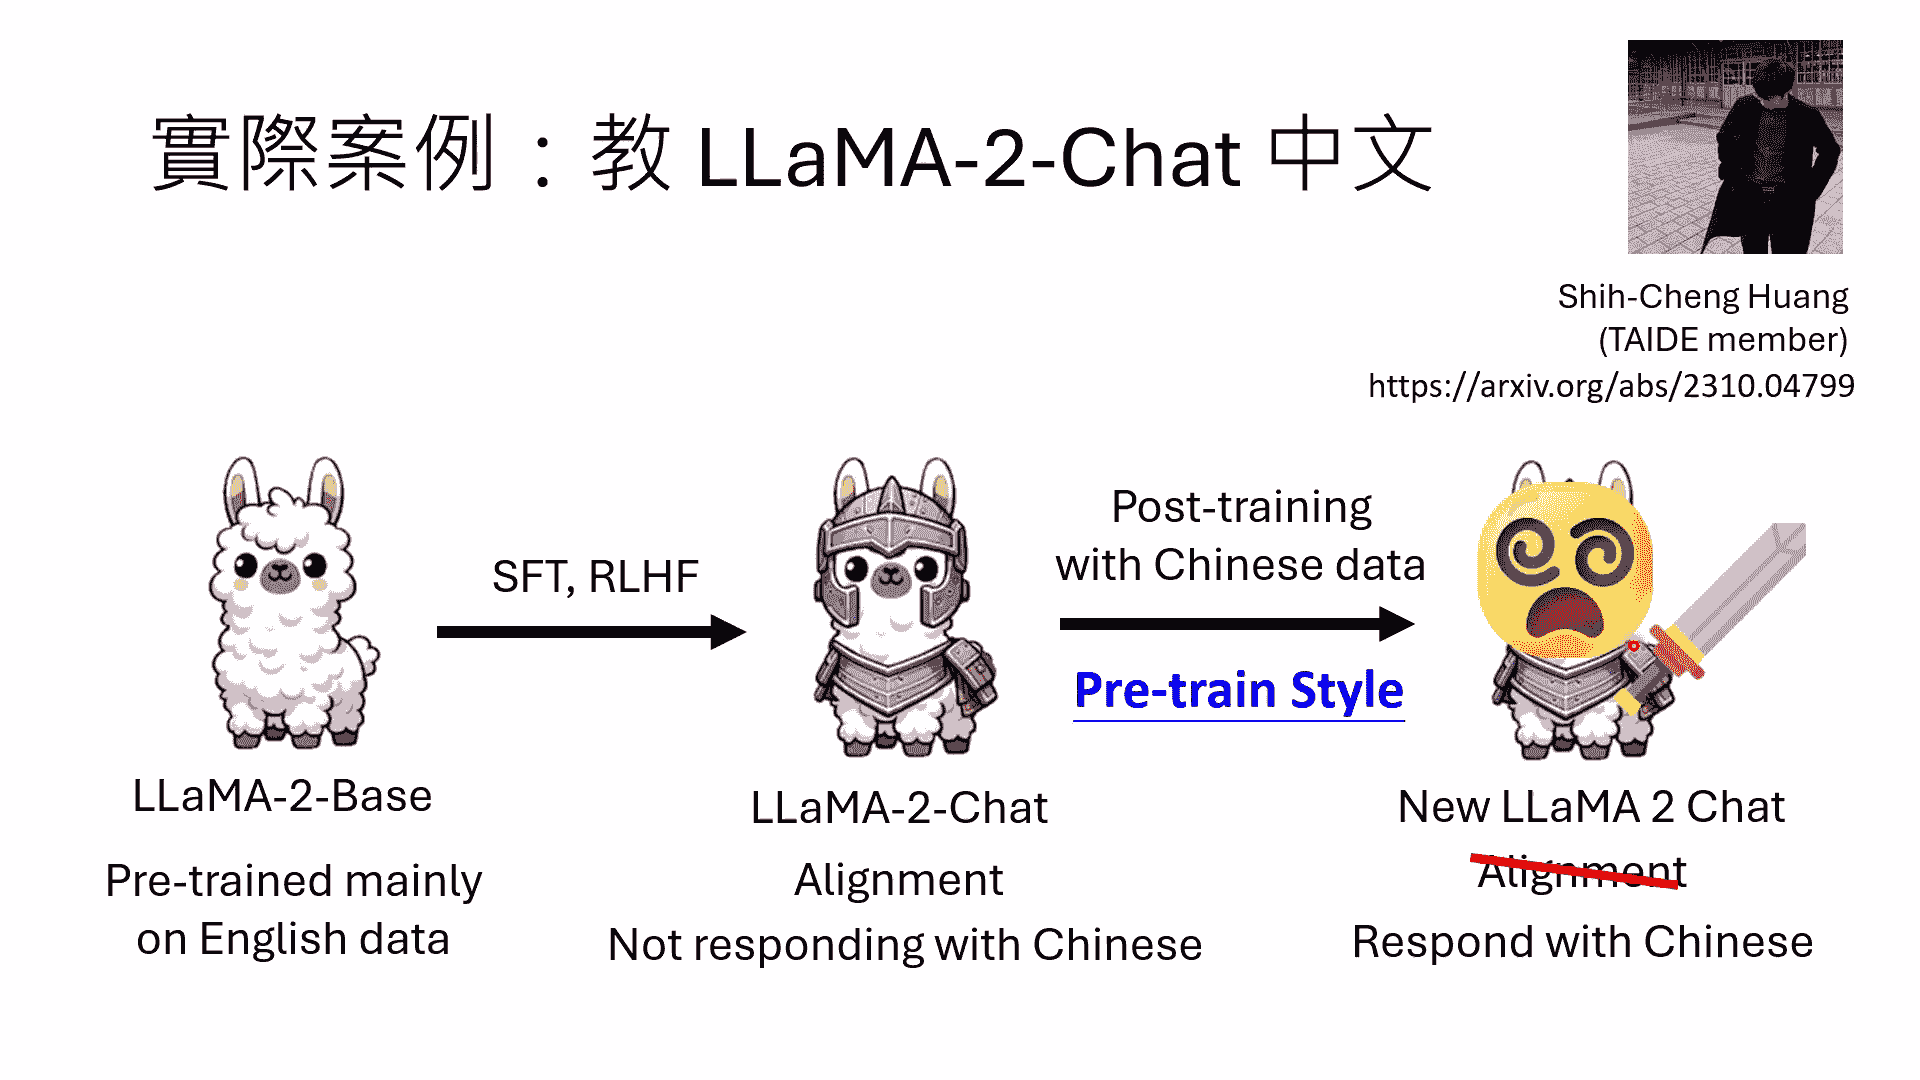 實際案例：教 LLaMA-2-Chat 中文
Shih-Cheng Huang
(TAIDE member)
https://arxiv.org/abs/2310.04799
SFT, RLHF
Post-training
with Chinese data
Pre-train Style
LLaMA-2-Base
Pre-trained mainly
on English data
LLaMA-2-Chat
Alignment
Not responding with Chinese
New LLaMA 2 Chat
Alignment
Respond with Chinese